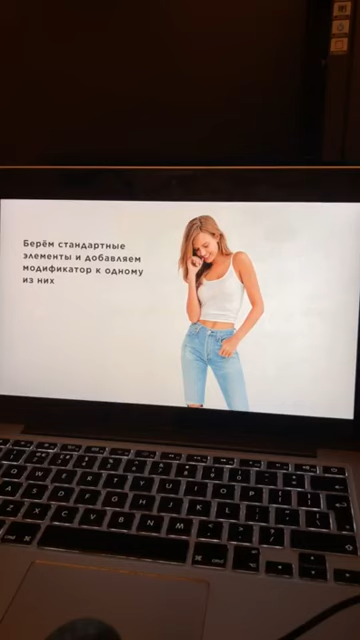 Берём стандартные
элементы и добавляем
модификатор к одному
из них